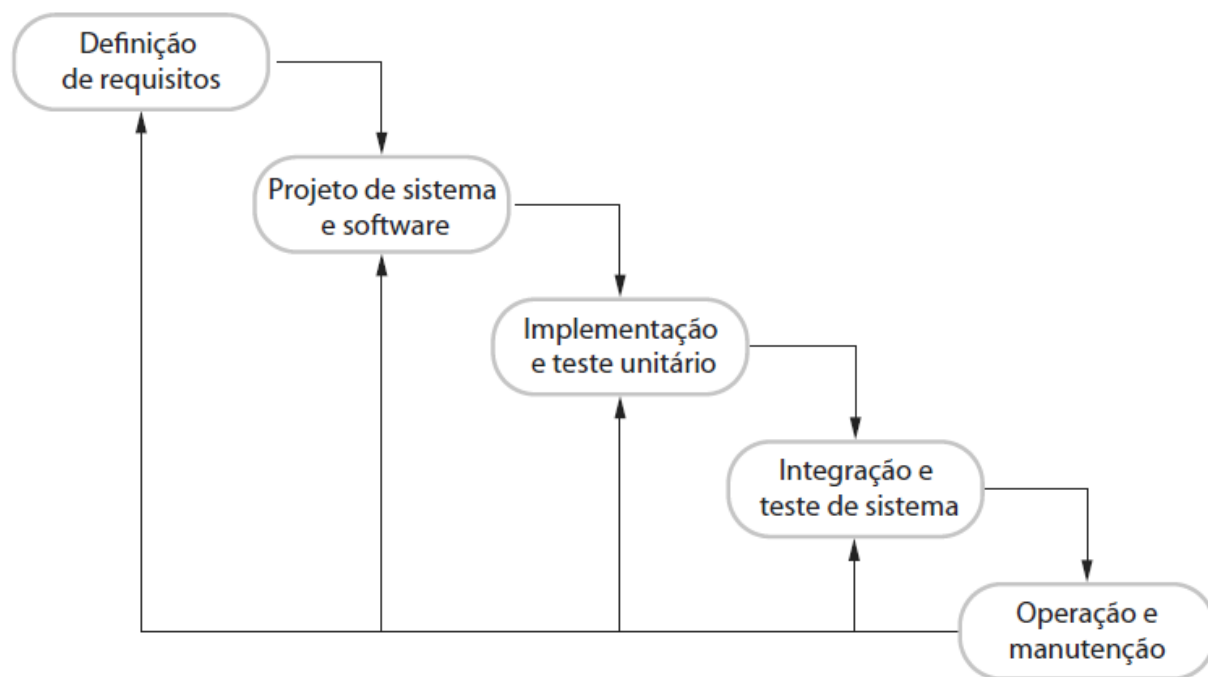 Definição
de requisitos
Projeto de sistema
e software
Implementação
e teste unitário
Integração e
teste de sistema
Operação e
manutenção